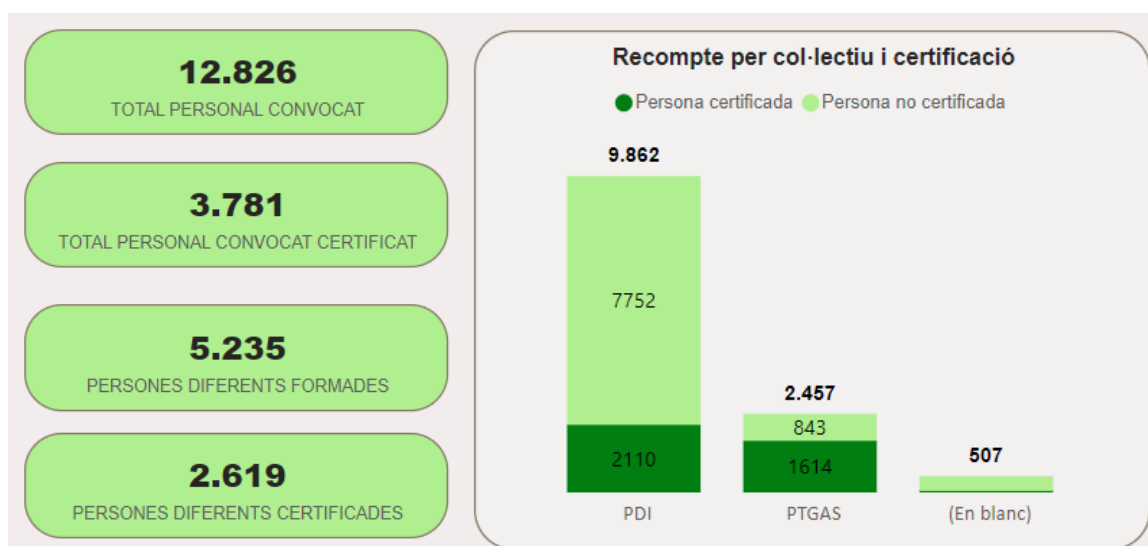 12.826
TOTAL PERSONAL CONVOCAT
3.781
TOTAL PERSONAL CONVOCAT CERTIFICAT
5.235
PERSONES DIFERENTS FORMADES
2.619
PERSONES DIFERENTS CERTIFICADES
Recompte per col·lectiu i certificació
Persona certificada Persona no certificada
9.862
7752
2110
PDI
2.457
843
1614
PTGAS
507
(En blanc)